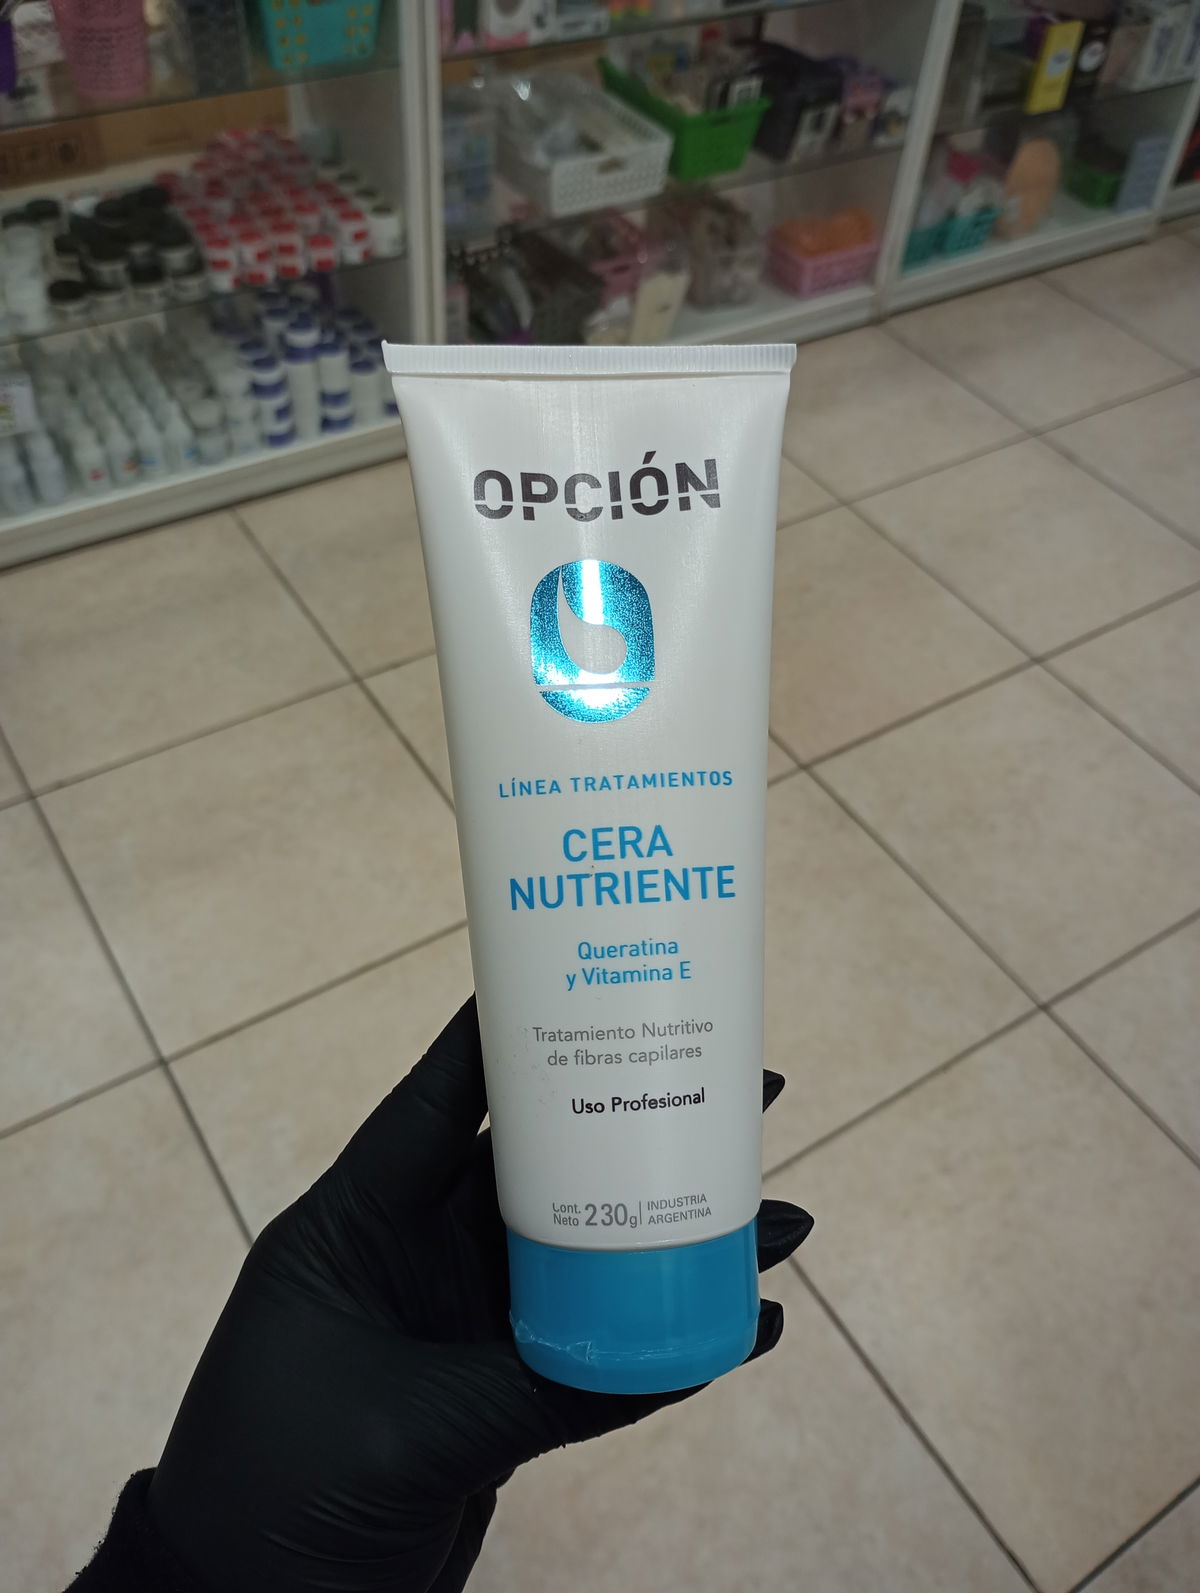 OPCIÓN
LÍNEA TRATAMIENTOS
CERA
NUTRIENTE
Queratina
y Vitamina E
Tratamiento Nutritivo
de fibras capilares
Uso Profesional
Cont. Neto 230g | INDUSTRIA ARGENTINA